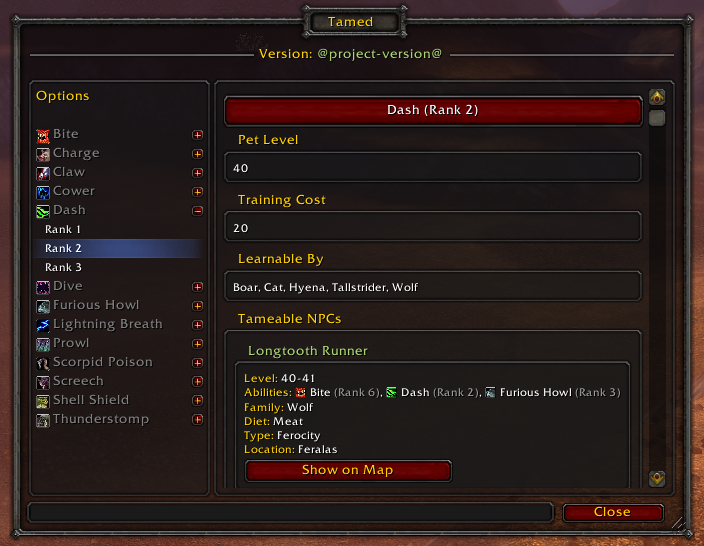 Tamed
Version: @project-version@
Options
Bite
Charge
Claw
Cower
Dash
Rank 1
Rank 2
Rank 3
Dive
Furious Howl
Lightning Breath
Prowl
Scorpid Poison
Screech
Shell Shield
Thunderstomp
Dash (Rank 2)
Pet Level
40
Training Cost
20
Learnable By
Boar, Cat, Hyena, Tallstrider, Wolf
Tameable NPCs
Longtooth Runner
Level: 40-41
Abilities: Bite (Rank 6), Dash (Rank 2), Furious Howl (Rank 3)
Family: Wolf
Diet: Meat
Type: Ferocity
Location: Feralas
Show on Map
Close